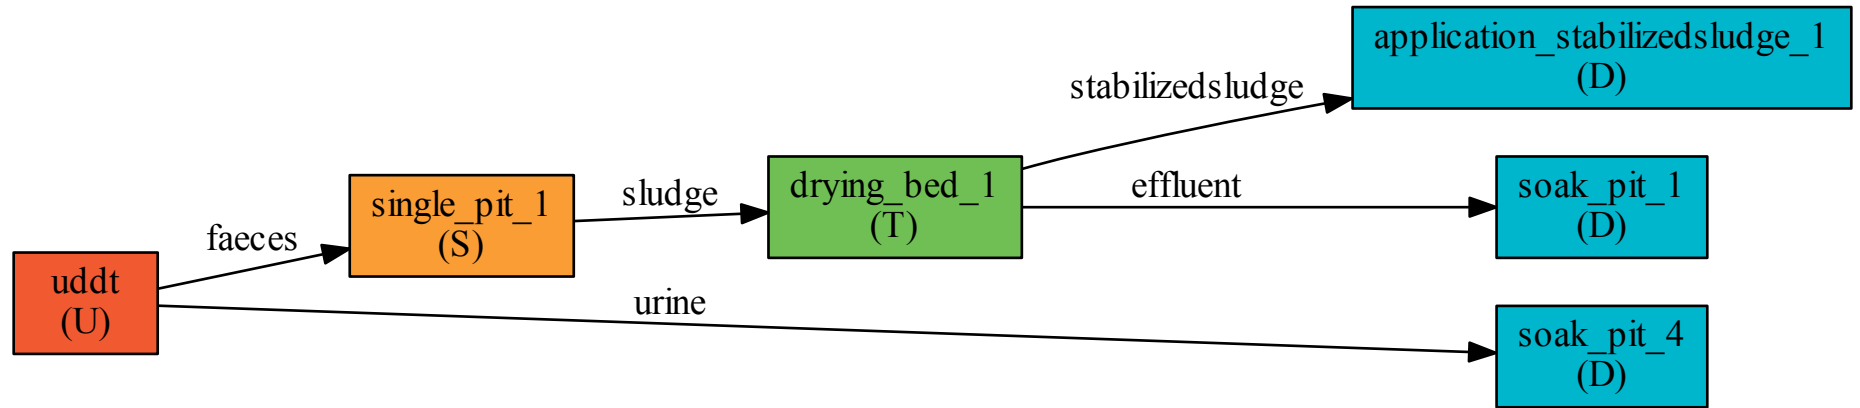 uddt
(U)
faeces
single_pit_1
(S)
sludge
drying_bed_1
(T)
stabilizedsludge
application_stabilizedsludge_1
(D)
effluent
soak_pit_1
(D)
urine
soak_pit_4
(D)